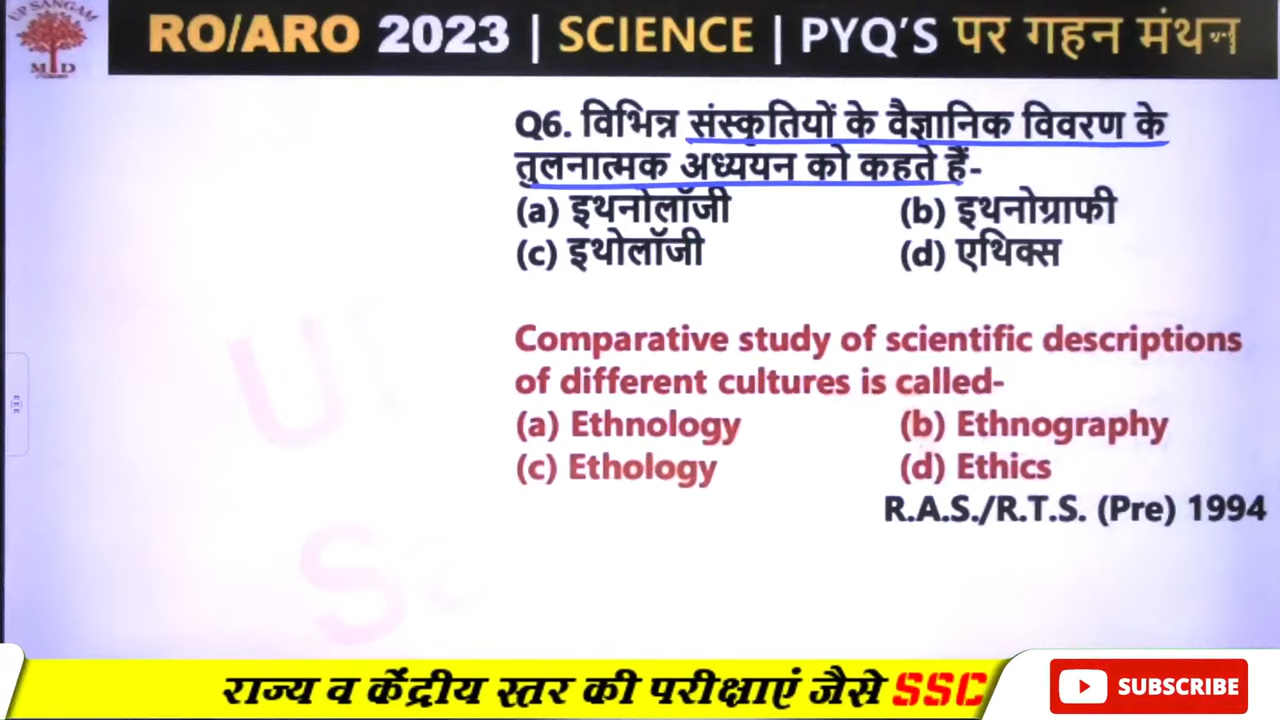 UP SANGAM
RO/ARO 2023 | SCIENCE | PYQ'S पर गहन मंथन
Q6. विभिन्न संस्कृतियों के वैज्ञानिक विवरण के
तुलनात्मक अध्ययन को कहते हैं-
(a) इथनोलॉजी (b) इथनोग्राफी
(c) इथोलॉजी (d) एथिक्स
Comparative study of scientific descriptions
of different cultures is called-
(a) Ethnology (b) Ethnography
(c) Ethology (d) Ethics
R.A.S./R.T.S. (Pre) 1994
राज्य व केंद्रीय स्तर की परीक्षाएं जैसे SSC
SUBSCRIBE